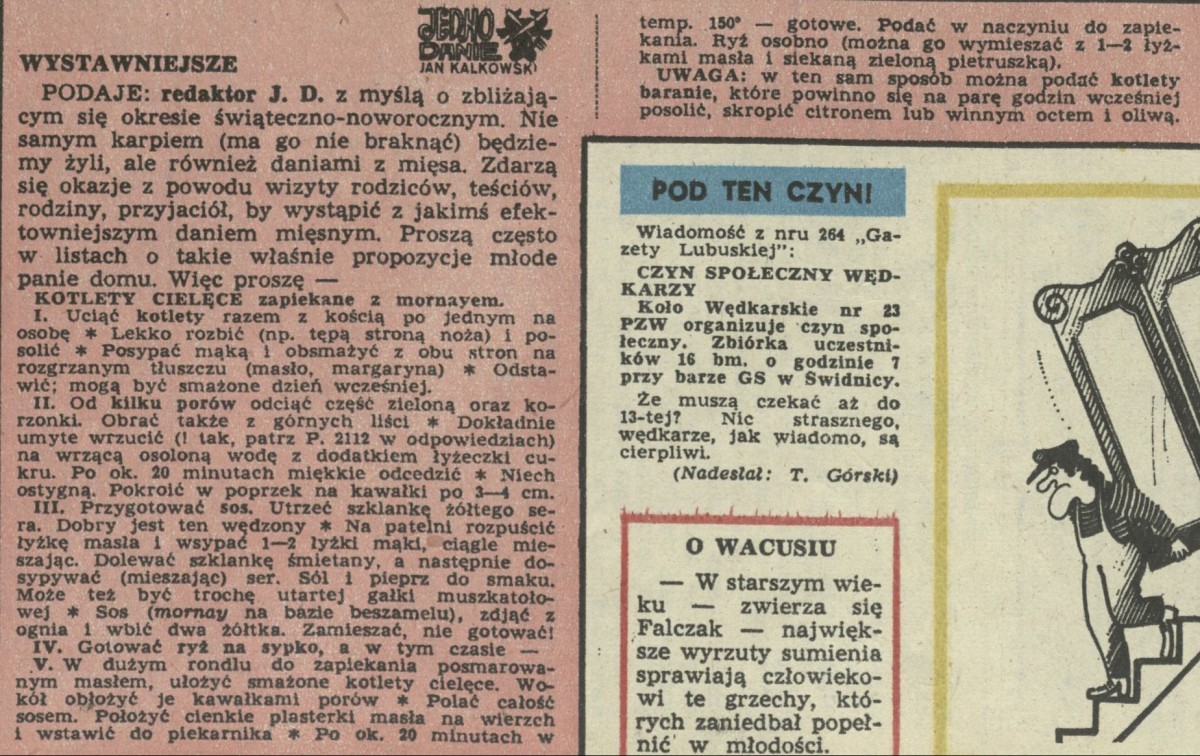 JEDNO
DANIE
JAN KALKOWSKI
WYSTAWNIEJSZE
PODAJE: redaktor J. D. z myślą o zbliżają-
cym się okresie świąteczno-noworocznym. Nie
samym karpiem (ma go nie braknąć) będzie-
my żyli, ale również daniami z mięsa. Zdarzą
się okazje z powodu wizyty rodziców, teściów,
rodziny, przyjaciół, by wystąpić z jakimś efek-
towniejszym daniem mięsnym. Proszą często
w listach o takie właśnie propozycje młode
panie domu. Więc proszę —
KOTLETY CIELĘCE zapiekane z mornayem.
I. Uciąć kotlety razem z kością po jednym na
osobę * Lekko rozbić (np. tępą stroną noża) i po-
solić * Posypać mąką i obsmażyć z obu stron na
rozgrzanym tłuszczu (masło, margaryna) * Odsta-
wić; mogą być smażone dzień wcześniej.
II. Od kilku porów odciąć część zieloną oraz ko-
rzonki. Obrać także z górnych liści * Dokładnie
umyte wrzucić (! tak, patrz P. 2112 w odpowiedziach)
na wrzącą osoloną wodę z dodatkiem łyżeczki cu-
kru. Po ok. 20 minutach miękkie odcedzić * Niech
ostygną. Pokroić w poprzek na kawałki po 3—4 cm.
III. Przygotować sos. Utrzeć szklankę żółtego se-
ra. Dobry jest ten wędzony * Na patelni rozpuścić
łyżkę masła i wsypać 1—2 łyżki mąki, ciągle mie-
szając. Dolewać szklankę śmietany, a następnie do-
sypywać (mieszając) ser. Sól i pieprz do smaku.
Może też być trochę utartej gałki muszkatoło-
wej * Sos (mornay na bazie beszamelu), zdjąć z
ognia i wbić dwa żółtka. Zamieszać, nie gotować!
IV. Gotować ryż na sypko, a w tym czasie —
V. W dużym rondlu do zapiekania posmarowa-
nym masłem, ułożyć smażone kotlety cielęce. Wo-
kół obłożyć je kawałkami porów * Polać całość
sosem. Położyć cienkie plasterki masła na wierzch
i wstawić do piekarnika * Po ok. 20 minutach w
temp. 150° — gotowe. Podać w naczyniu do zapie-
kania. Ryż osobno (można go wymieszać z 1—2 łyż-
kami masła i siekaną zieloną pietruszką).
UWAGA: w ten sam sposób można podać kotlety
baranie, które powinno się na parę godzin wcześniej
posolić, skropić citronem lub winnym octem i oliwą.
POD TEN CZYN!
Wiadomość z nru 264 „Ga-
zety Lubuskiej":
CZYN SPOŁECZNY WĘD-
KARZY
Koło Wędkarskie nr 23
PZW organizuje czyn spo-
łeczny. Zbiórka uczestni-
ków 16 bm. o godzinie 7
przy barze GS w Świdnicy.
Że muszą czekać aż do
13-tej? Nic strasznego,
wędkarze, jak wiadomo, są
cierpliwi.
(Nadesłał: T. Górski)
O WACUSIU
— W starszym wie-
ku — zwierza się
Falczak — najwięk-
sze wyrzuty sumienia
sprawiają człowieko-
wi te grzechy, któ-
rych zaniedbał popeł-
nić w młodości.